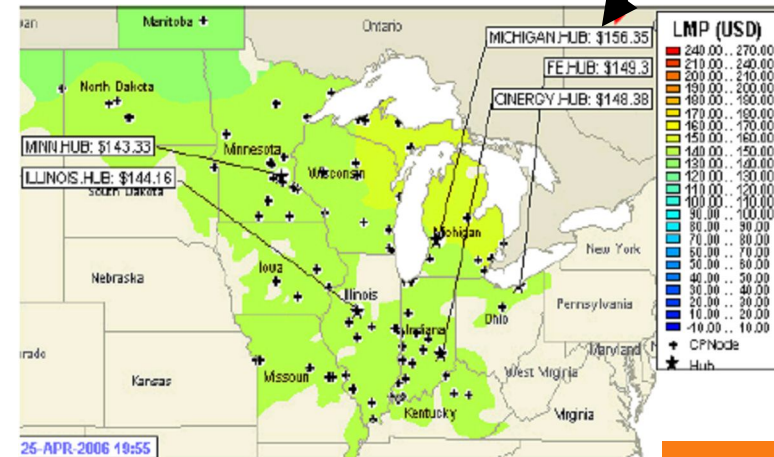 Manitoba
Ontario
MICHIGAN.HUB: $156.35
FE.HUB: $149.3
CINERGY.HUB: $148.38
North Dakota
MINN.HUB: $143.33
Minnesota
ILLINOIS.HUB: $144.16
Wisconsin
South Dakota
Michigan
New York
Iowa
Nebraska
Illinois
Indiana
Ohio
Pennsylvania
Maryland
Missouri
Kansas
West Virginia
Kentucky
Virginia
25-APR-2006 19:55
LMP (USD)
240.00 .. 270.00
210.00 .. 240.00
200.00 .. 210.00
190.00 .. 200.00
180.00 .. 190.00
170.00 .. 180.00
160.00 .. 170.00
150.00 .. 160.00
140.00 .. 150.00
130.00 .. 140.00
120.00 .. 130.00
110.00 .. 120.00
100.00 .. 110.00
90.00 .. 100.00
80.00 .. 90.00
70.00 .. 80.00
60.00 .. 70.00
50.00 .. 60.00
40.00 .. 50.00
30.00 .. 40.00
20.00 .. 30.00
10.00 .. 20.00
-10.00 .. 10.00
CPNode
Hub